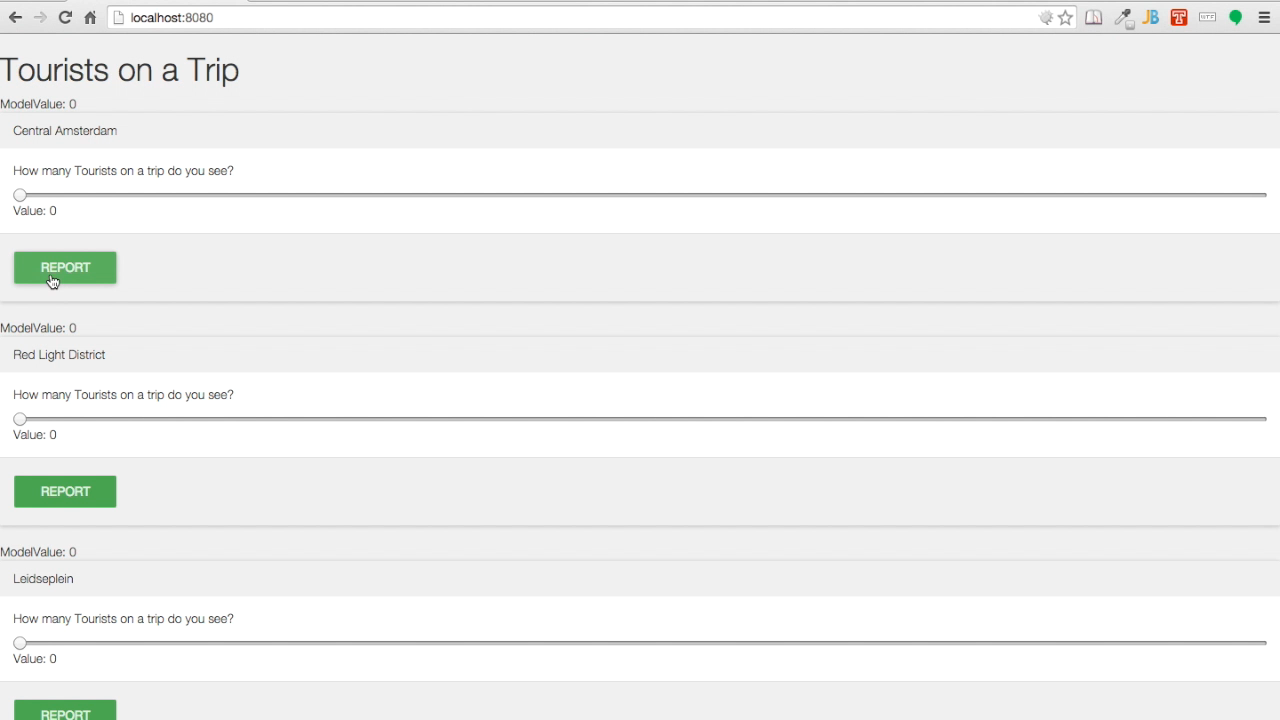 localhost:8080
Tourists on a Trip
ModelValue: 0
Central Amsterdam
How many Tourists on a trip do you see?
Value: 0
REPORT
ModelValue: 0
Red Light District
How many Tourists on a trip do you see?
Value: 0
REPORT
ModelValue: 0
Leidseplein
How many Tourists on a trip do you see?
Value: 0
REPORT